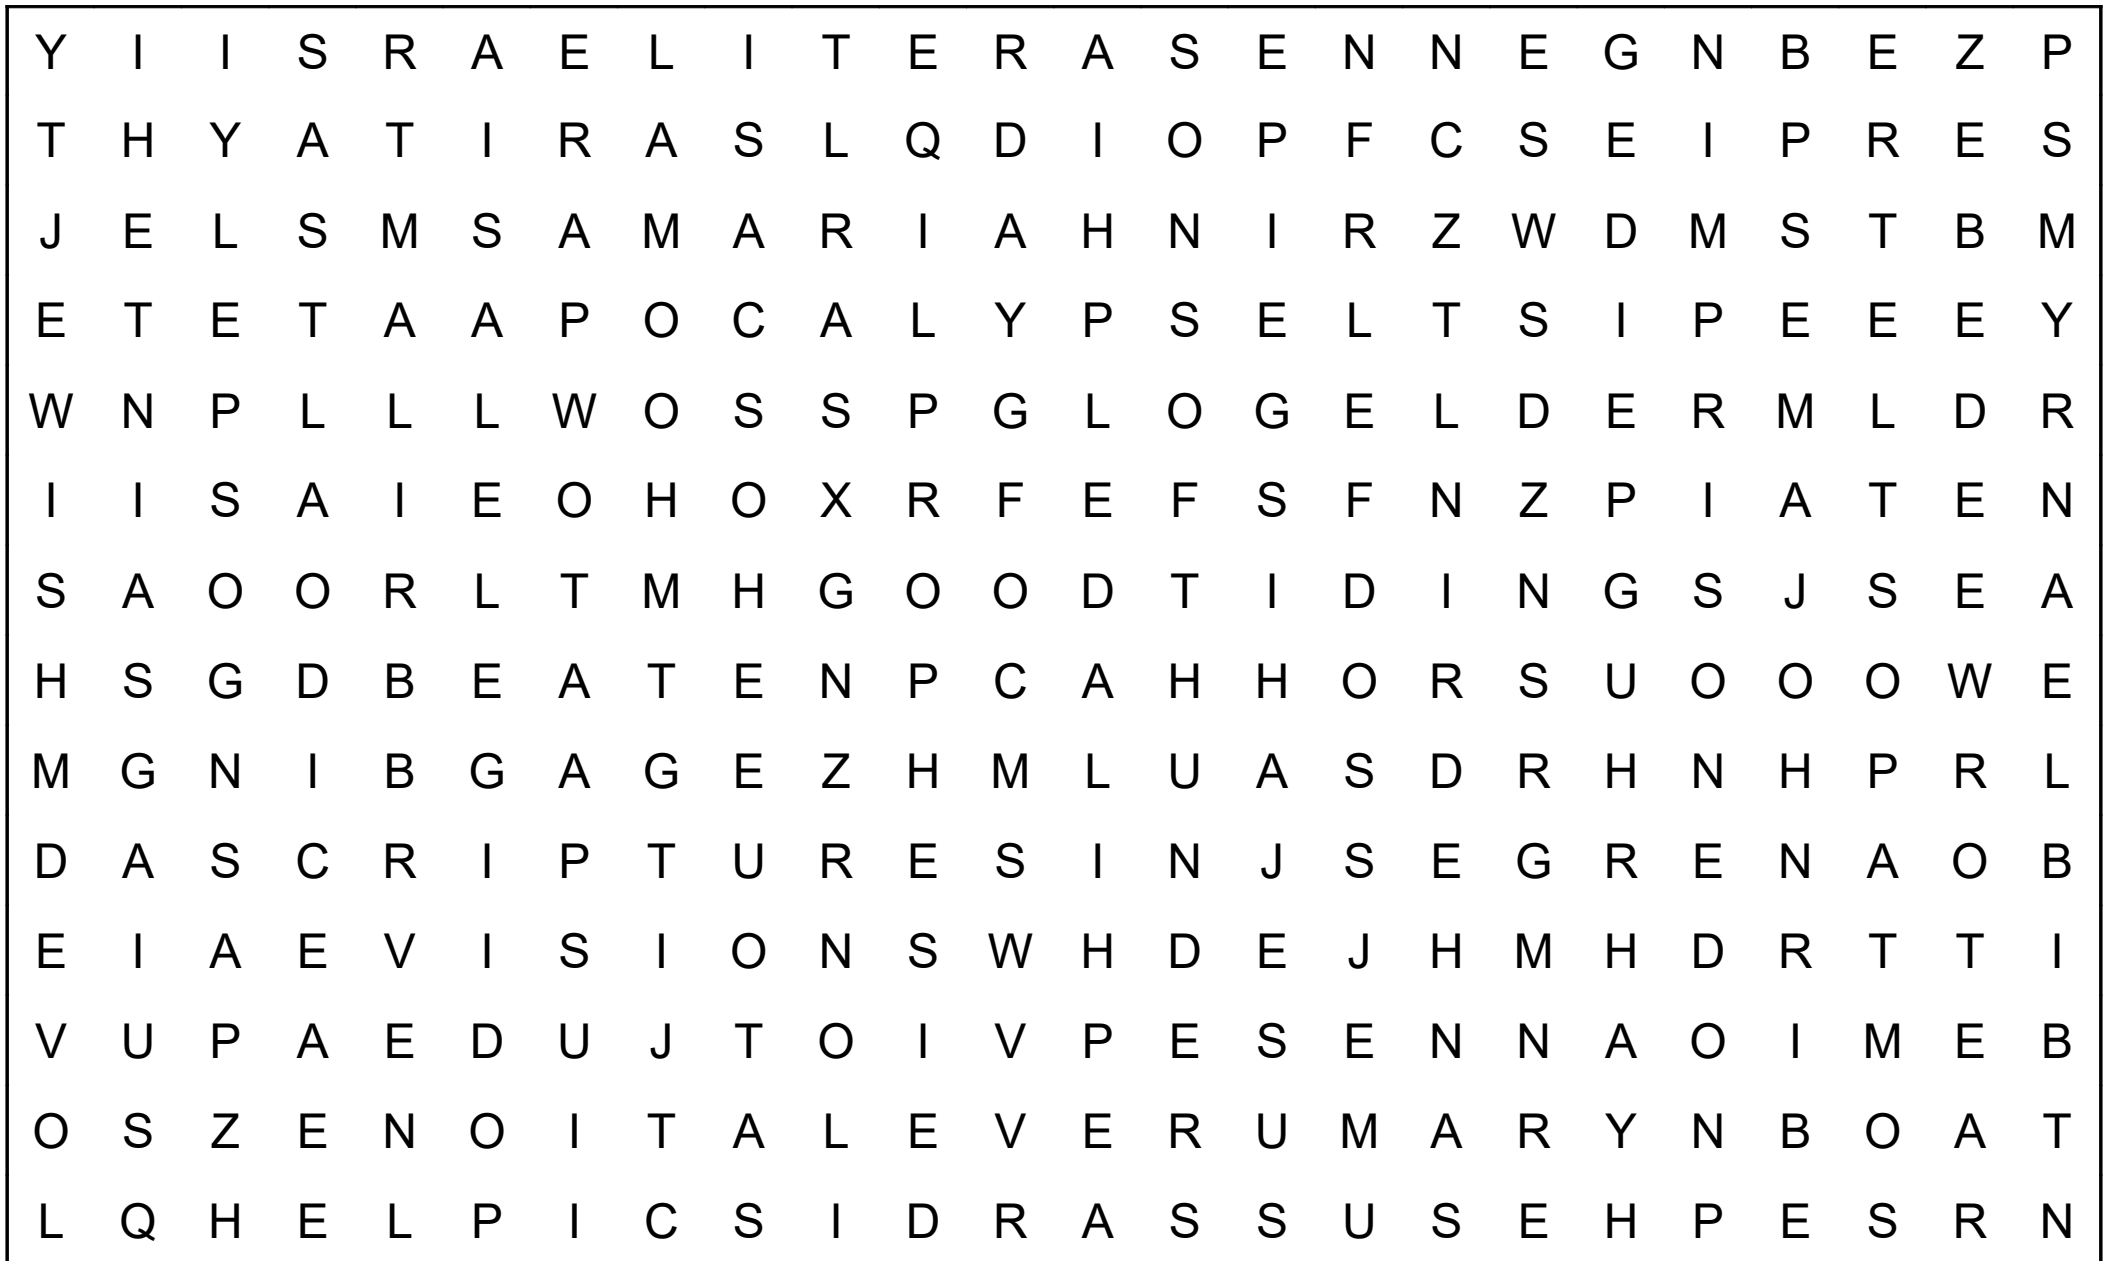 Y I I S R A E L I T E R A S E N N E G N B E Z P
T H Y A T I R A S L Q D I O P F C S E I P R E S
J E L S M S A M A R I A H N I R Z W D M S T B M
E T E T A A P O C A L Y P S E L T S I P E E E Y
W N P L L L W O S S P G L O G E L D E R M L D R
I I S A I E O H O X R F E F S F N Z P I A T E N
S A O O R L T M H G O O D T I D I N G S J S E A
H S G D B E A T E N P C A H H O R S U O O O W E
M G N I B G A G E Z H M L U A S D R H N H P R L
D A S C R I P T U R E S I N J S E G R E N A O B
E I A E V I S I O N S W H D E J H M H D R T T I
V U P A E D U J T O I V P E S E N N A O I M E B
O S Z E N O I T A L E V E R U M A R Y N B O A T
L Q H E L P I C S I D R A S S U S E H P E S R N